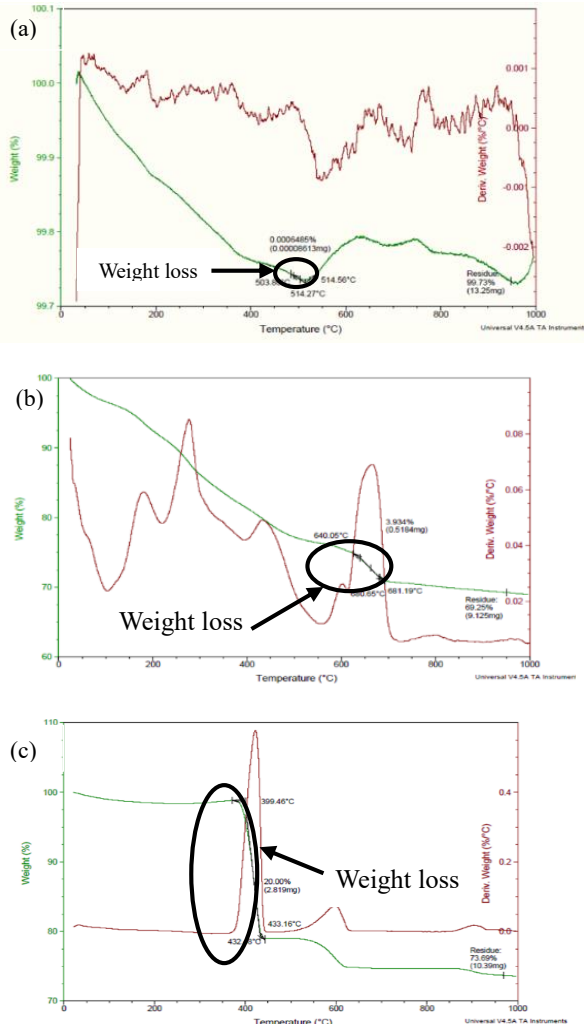 (a)
100.1
100.0
99.9
99.8
99.7
Weight (%)
0.001
0.000
-0.001
-0.002
Deriv. Weight (%/°C)
0.0006485%
(0.00008613mg)
Weight loss
514.56°C
514.27°C
Residue:
99.73%
(13.25mg)
0
200
400
600
800
1000
Temperature (°C)
Universal V4.5A TA Instruments
(b)
100
90
80
70
60
Weight (%)
0.08
0.06
0.04
0.02
Deriv. Weight (%/°C)
640.05°C
3.934%
(0.5184mg)
681.19°C
Weight loss
Residue:
69.25%
(9.125mg)
0
200
400
600
800
1000
Temperature (°C)
Universal V4.5A TA Instrument
(c)
110
100
90
80
70
Weight (%)
0.4
0.2
0.0
Deriv. Weight (%/°C)
399.46°C
Weight loss
20.00%
(2.819mg)
433.16°C
Residue:
73.69%
(10.39mg)
0
200
400
600
800
1000
Temperature (°C)
Universal V4.5A TA Instruments